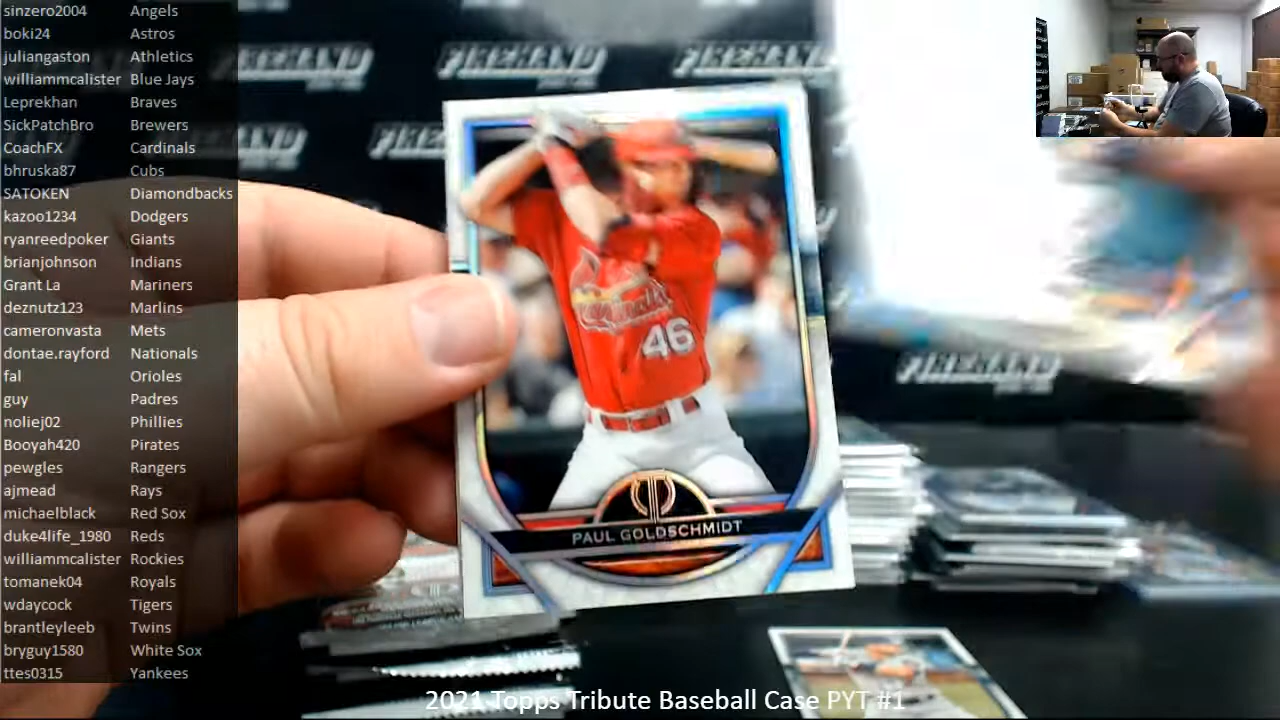 sinzero2004 Angels
boki24 Astros
juliangaston Athletics
williammcalister Blue Jays
Leprekhan Braves
SickPatchBro Brewers
CoachFX Cardinals
bhruska87 Cubs
SATOKEN Diamondbacks
kazoo1234 Dodgers
ryanreedpoker Giants
brianjohnson Indians
Grant La Mariners
deznutz123 Marlins
cameronvasta Mets
dontae.rayford Nationals
fal Orioles
guy Padres
noliej02 Phillies
Booyah420 Pirates
pewgles Rangers
ajmead Rays
michaelblack Red Sox
duke4life_1980 Reds
williammcalister Rockies
tomanek04 Royals
wdaycock Tigers
brantleyleeb Twins
bryguy1580 White Sox
ttes0315 Yankees
FIREHAND
FIREHAND
FIREHAND
FIREHAND
Cardinals
46
PAUL GOLDSCHMIDT
2021 Topps Tribute Baseball Case PYT #1